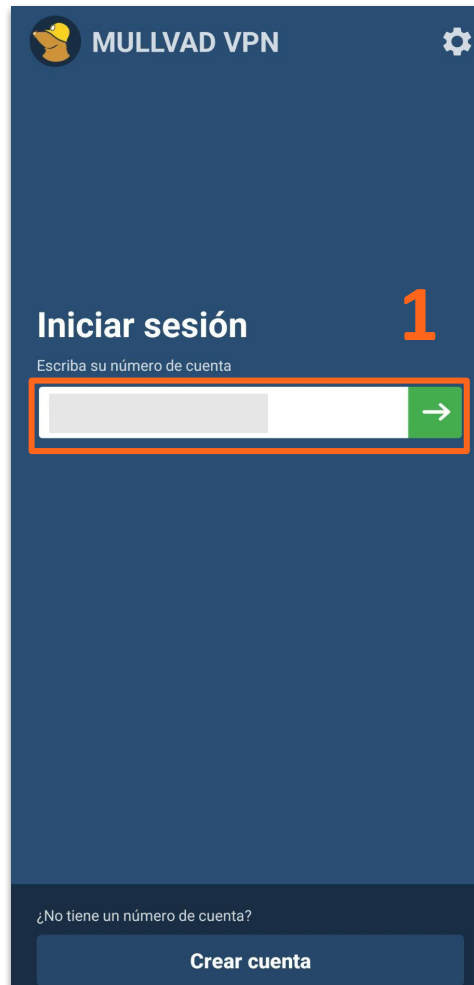 MULLVAD VPN
1
Iniciar sesión
Escriba su número de cuenta
¿No tiene un número de cuenta?
Crear cuenta